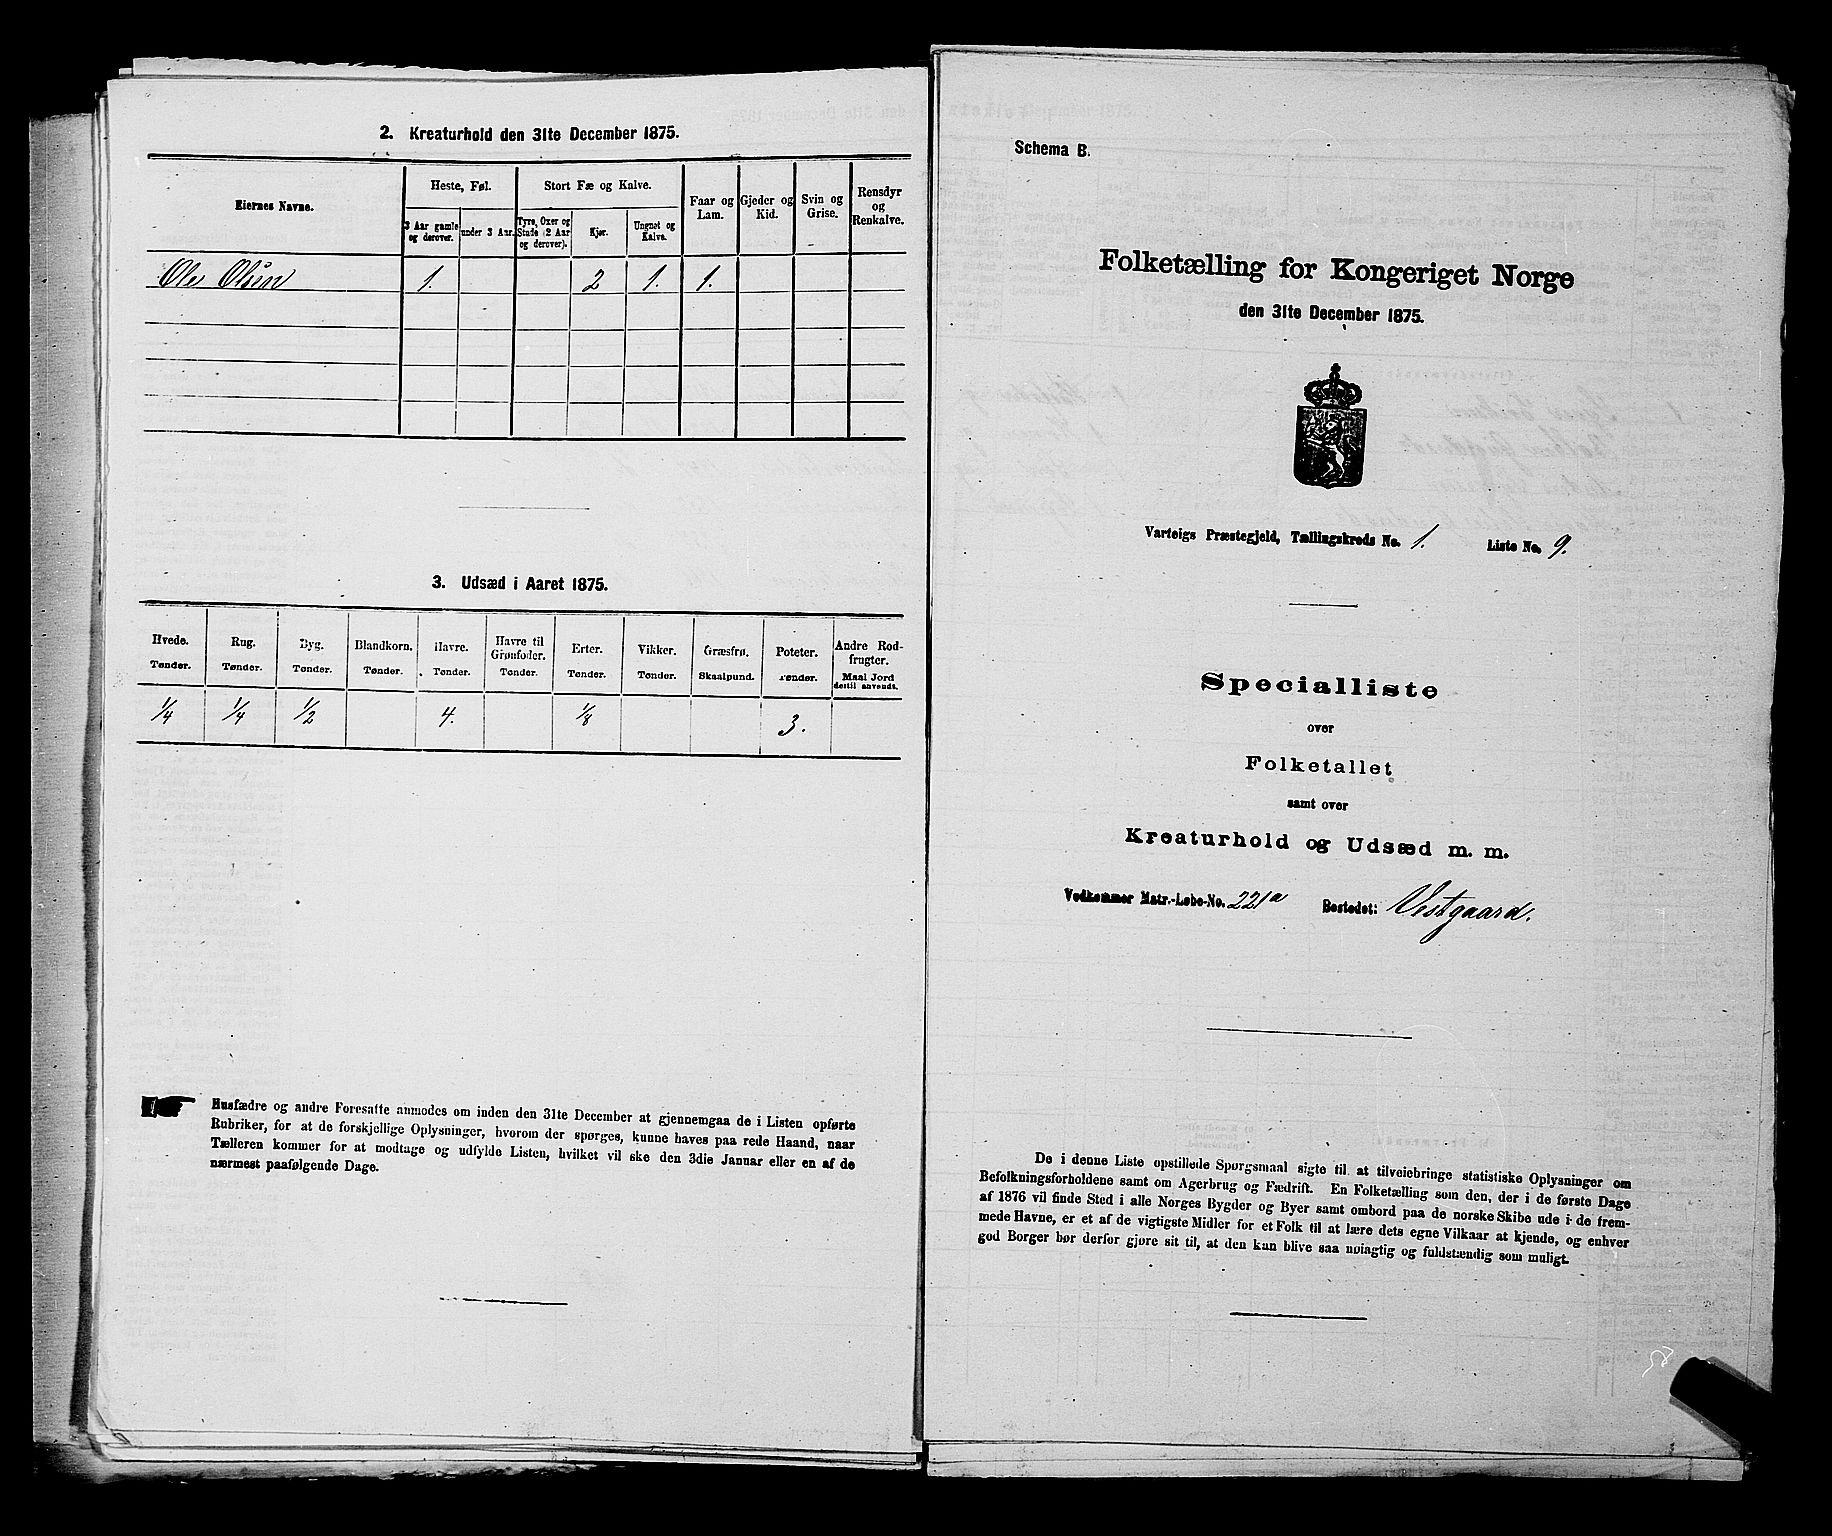 2. Kreaturhold den 31te December 1875.
Eiernes Navne.
Heste, Føl.
Stort Fæ og Kalve.
Faar og Lam.
Gjeder og Kid.
Svin og Grise.
Rensdyr og Renkalve.
3 Aar gamle og derover.
under 3 Aar.
Tyre, Oxer og Stude (2 Aar og derover).
Kjør.
Ungnøt og Kalve.
Ole Olsen 1. 2 1. 1.
3. Udsæd i Aaret 1875.
Hvede. Rug. Byg. Blandkorn. Havre. Havre til Grønfoder. Erter. Vikker. Græsfrø. Poteter. Andre Rodfrugter.
Tønder. Tønder. Tønder. Tønder. Tønder. Tønder. Tønder. Tønder. Skaalpund. Tønder. Maal Jord dertil anvendt.
1/4 1/4 1/2 4. 1/8 3.
Husfædre og andre Foresatte anmodes om inden den 31te December at gjennemgaa de i Listen opførte
Rubriker, for at de forskjellige Oplysninger, hvorom der spørges, kunne haves paa rede Haand, naar
Tælleren kommer for at modtage og udfylde Listen, hvilket vil ske den 3die Januar eller en af de
nærmest paafølgende Dage.
Schema B.
Folketælling for Kongeriget Norge
den 31te December 1875.
Varteigs Præstegjeld, Tællingskreds No. 1. Liste No. 9.
Specialliste
over
Folketallet
samt over
Kreaturhold og Udsæd m. m.
Vedkommer Matr.-Løbe-No. 221a Bostedet: Vestgaard.
De i denne Liste opstillede Spørgsmaal sigte til at tilveiebringe statistiske Oplysninger om
Befolkningsforholdene samt om Agerbrug og Fædrift. En Folketælling som den, der i de første Dage
af 1876 vil finde Sted i alle Norges Bygder og Byer samt ombord paa de norske Skibe ude i de frem-
mede Havne, er et af de vigtigste Midler for et Folk til at lære dets egne Vilkaar at kjende, og enhver
god Borger bør derfor gjøre sit til, at den kan blive saa nøiagtig og fuldstændig som muligt.